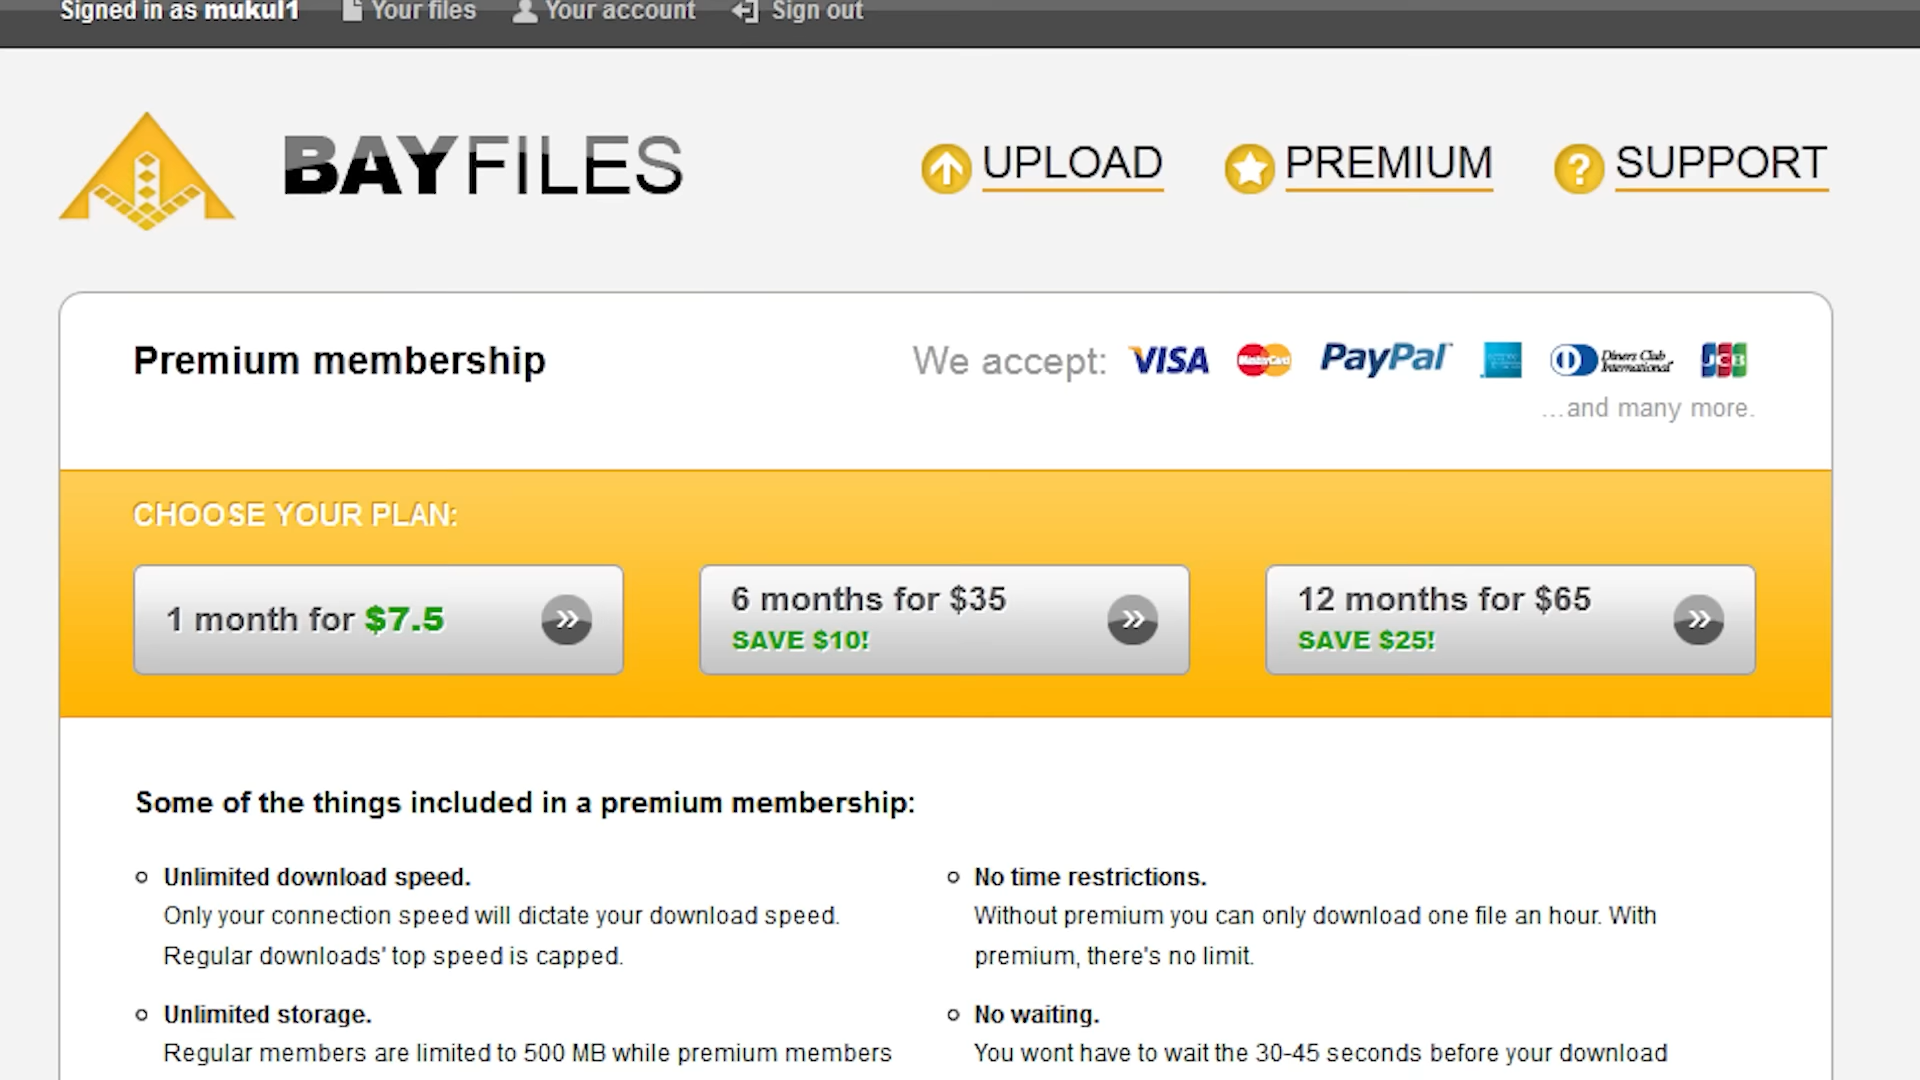 Signed in as mukul1 Your files Your account Sign out
BAYFILES UPLOAD PREMIUM ? SUPPORT
Premium membership We accept: VISA MasterCard PayPal Diners Club International JCB
...and many more.
CHOOSE YOUR PLAN:
1 month for $7.5 »
6 months for $35
SAVE $10! »
12 months for $65
SAVE $25! »
Some of the things included in a premium membership:
Unlimited download speed.
Only your connection speed will dictate your download speed.
Regular downloads' top speed is capped.
No time restrictions.
Without premium you can only download one file an hour. With
premium, there's no limit.
Unlimited storage.
Regular members are limited to 500 MB while premium members
No waiting.
You wont have to wait the 30-45 seconds before your download